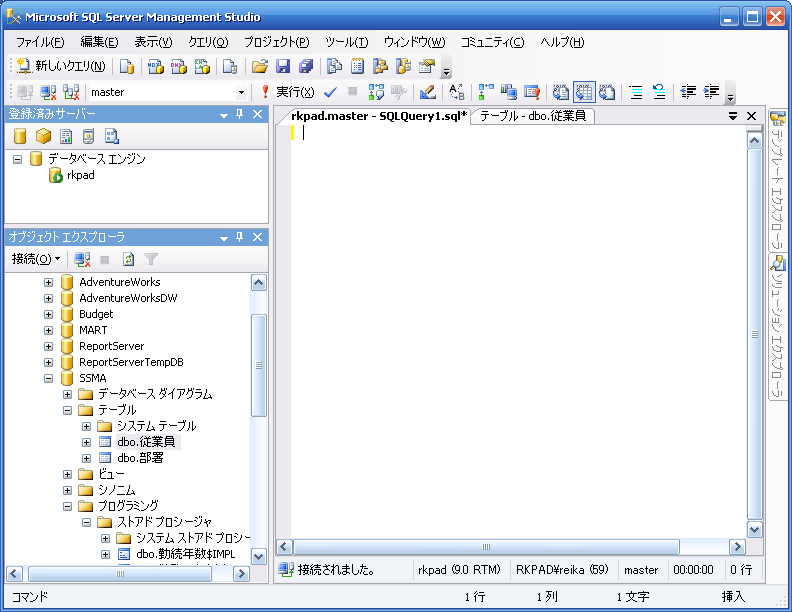 Microsoft SQL Server Management Studio
ファイル(F) 編集(E) 表示(V) クエリ(Q) プロジェクト(P) ツール(T) ウィンドウ(W) コミュニティ(C) ヘルプ(H)
新しいクエリ(N)
master 実行(X)
登録済みサーバー
データベース エンジン
rkpad
オブジェクト エクスプローラ
接続(O)
AdventureWorks
AdventureWorksDW
Budget
MART
ReportServer
ReportServerTempDB
SSMA
データベース ダイアグラム
テーブル
システム テーブル
dbo.従業員
dbo.部署
ビュー
シノニム
プログラミング
ストアド プロシージャ
システム ストアド プロシー
dbo.勤続年数$IMPL
rkpad.master - SQLQuery1.sql* テーブル - dbo.従業員
テンプレート エクスプローラ
ソリューション エクスプローラ
接続されました。 rkpad (9.0 RTM) RKPAD¥reika (59) master 00:00:00 0 行
コマンド 1 行 1 列 1 文字 挿入